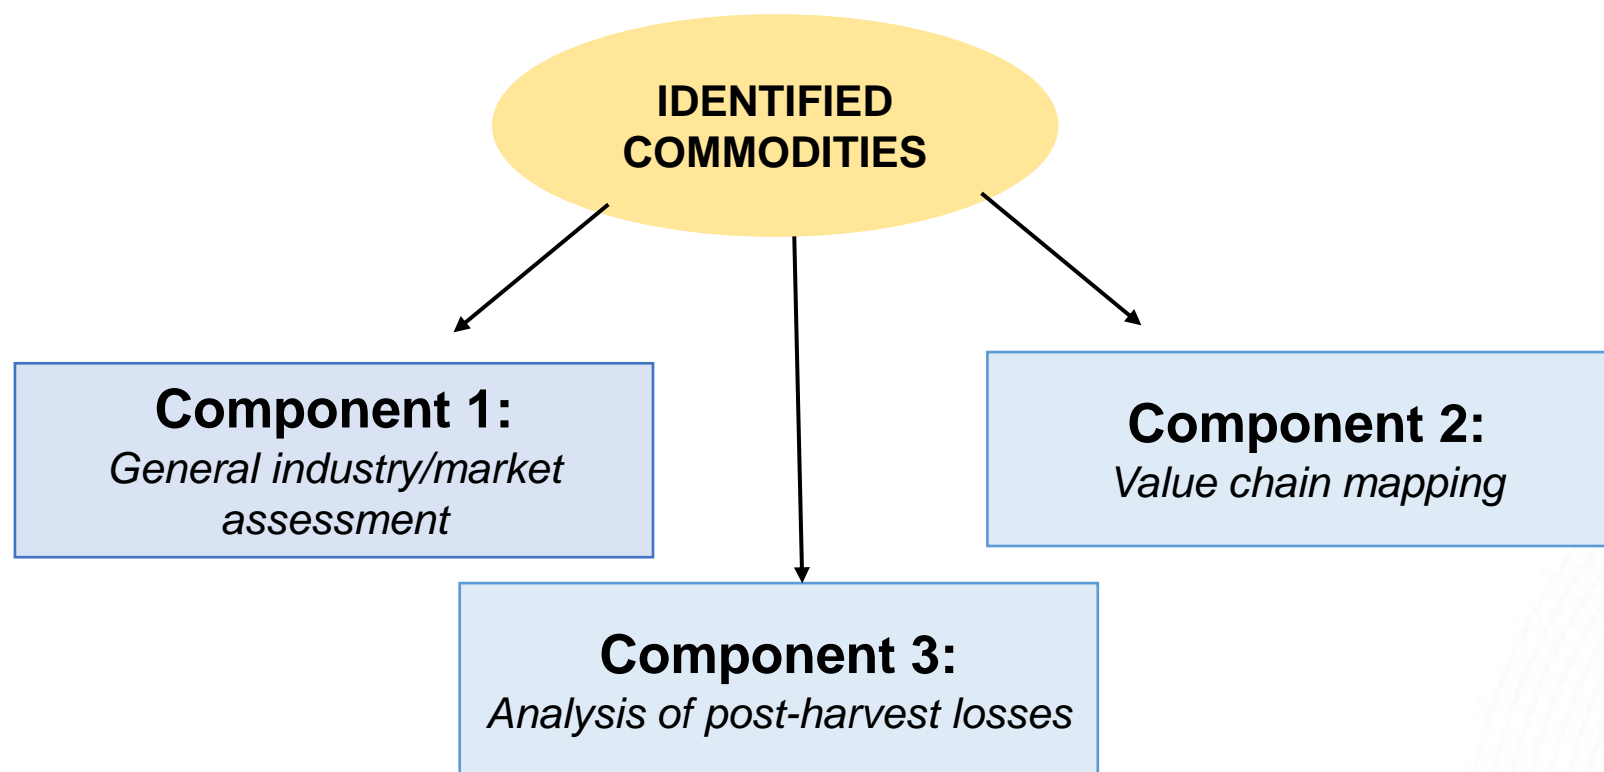 IDENTIFIED
COMMODITIES
Component 1:
General industry/market
assessment
Component 2:
Value chain mapping
Component 3:
Analysis of post-harvest losses